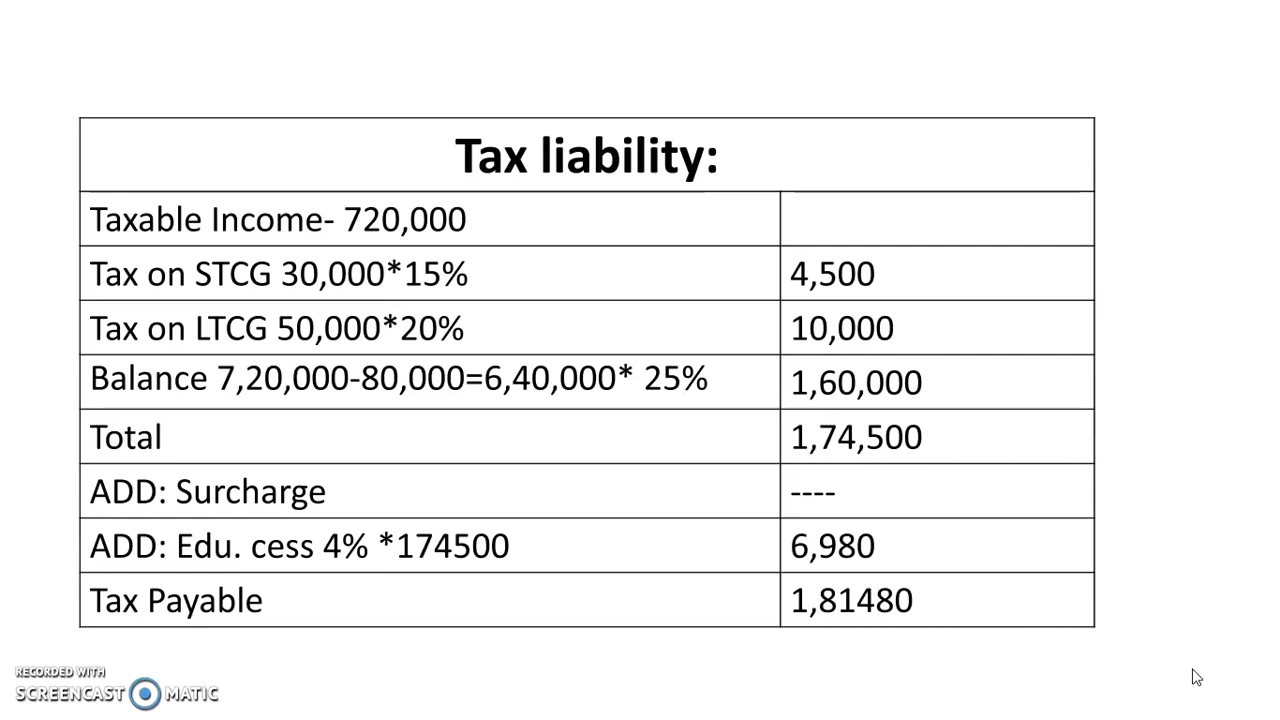 Tax liability:
Taxable Income- 720,000
Tax on STCG 30,000*15% 4,500
Tax on LTCG 50,000*20% 10,000
Balance 7,20,000-80,000=6,40,000* 25% 1,60,000
Total 1,74,500
ADD: Surcharge ----
ADD: Edu. cess 4% *174500 6,980
Tax Payable 1,81480
RECORDED WITH
SCREENCAST MATIC